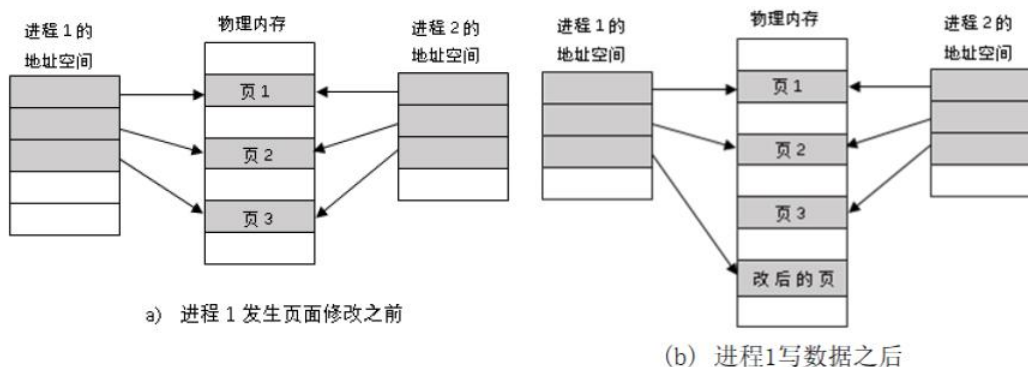 进程 1 的
地址空间
物理内存
进程 2 的
地址空间
页 1
页 2
页 3
a) 进程 1 发生页面修改之前
进程 1 的
地址空间
物理内存
进程 2 的
地址空间
页 1
页 2
页 3
改 后 的 页
(b) 进程1写数据之后